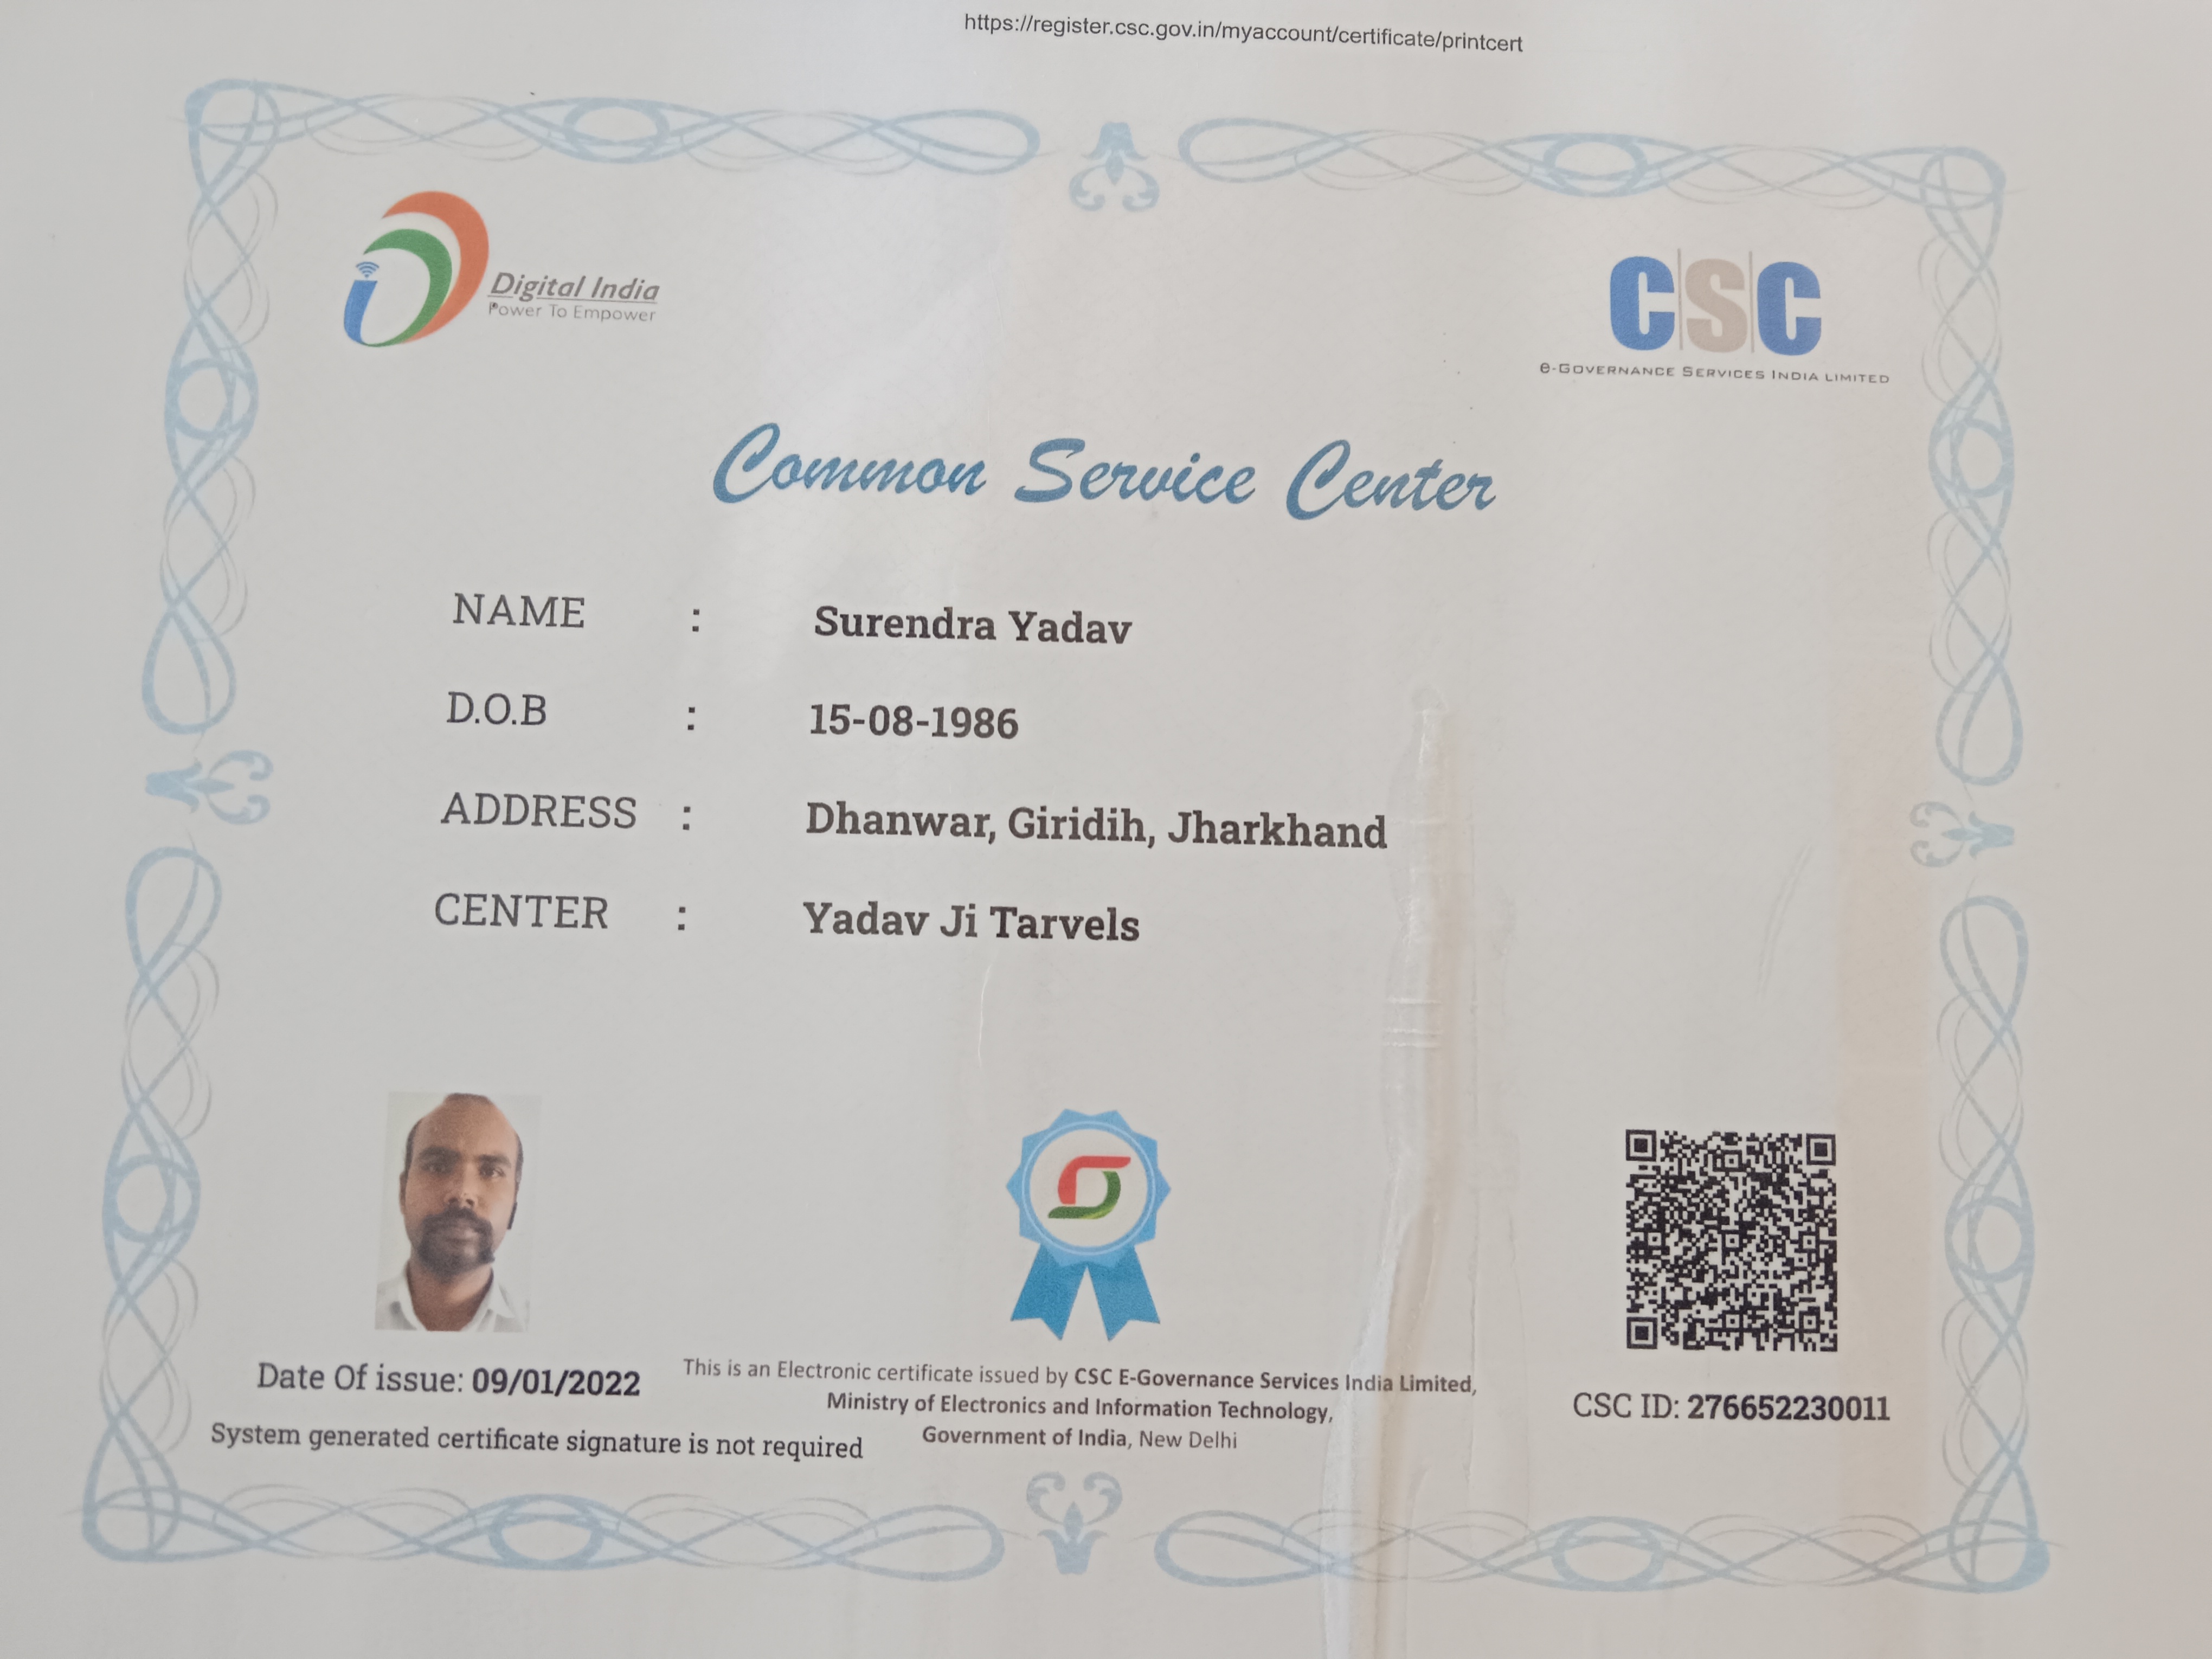 https://register.csc.gov.in/myaccount/certificate/printcert
Digital India
Power To Empower
CSC
e-Governance Services India Limited
Common Service Center
NAME : Surendra Yadav
D.O.B : 15-08-1986
ADDRESS : Dhanwar, Giridih, Jharkhand
CENTER : Yadav Ji Tarvels
Date Of issue: 09/01/2022
System generated certificate signature is not required
This is an Electronic certificate issued by CSC E-Governance Services India Limited,
Ministry of Electronics and Information Technology,
Government of India, New Delhi
CSC ID: 276652230011